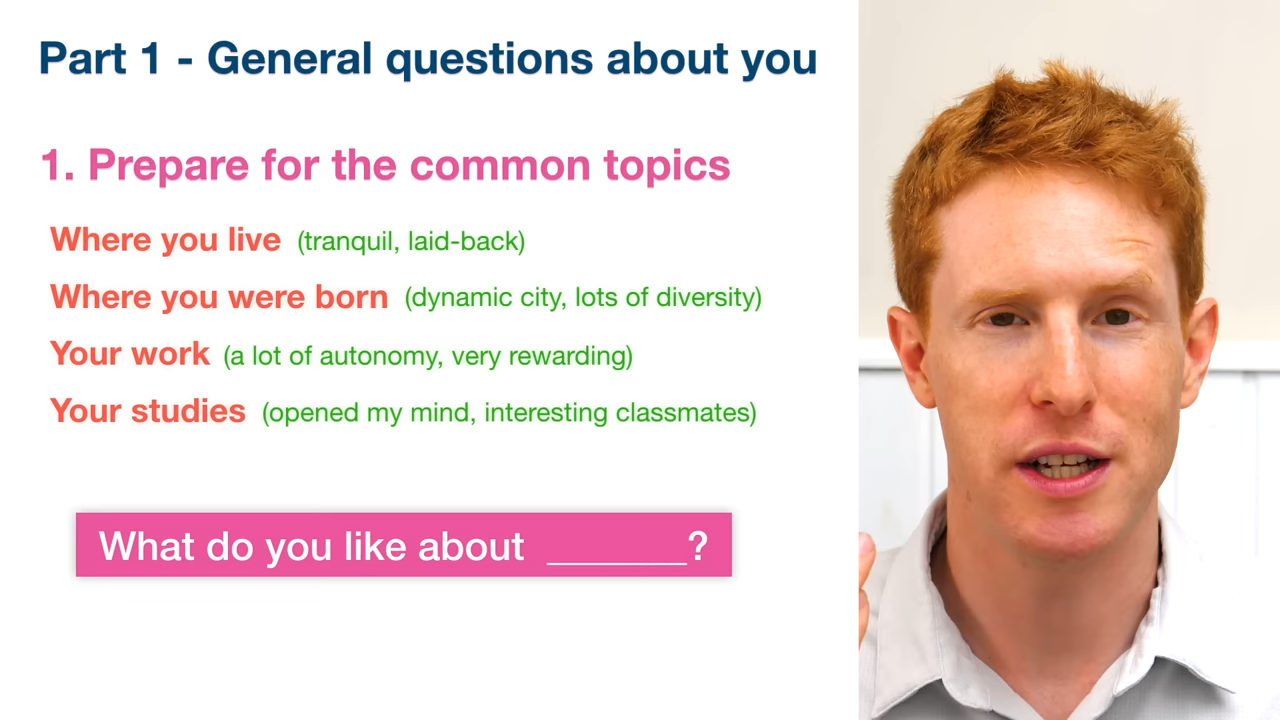 Part 1 - General questions about you
1. Prepare for the common topics
Where you live (tranquil, laid-back)
Where you were born (dynamic city, lots of diversity)
Your work (a lot of autonomy, very rewarding)
Your studies (opened my mind, interesting classmates)
What do you like about _______?